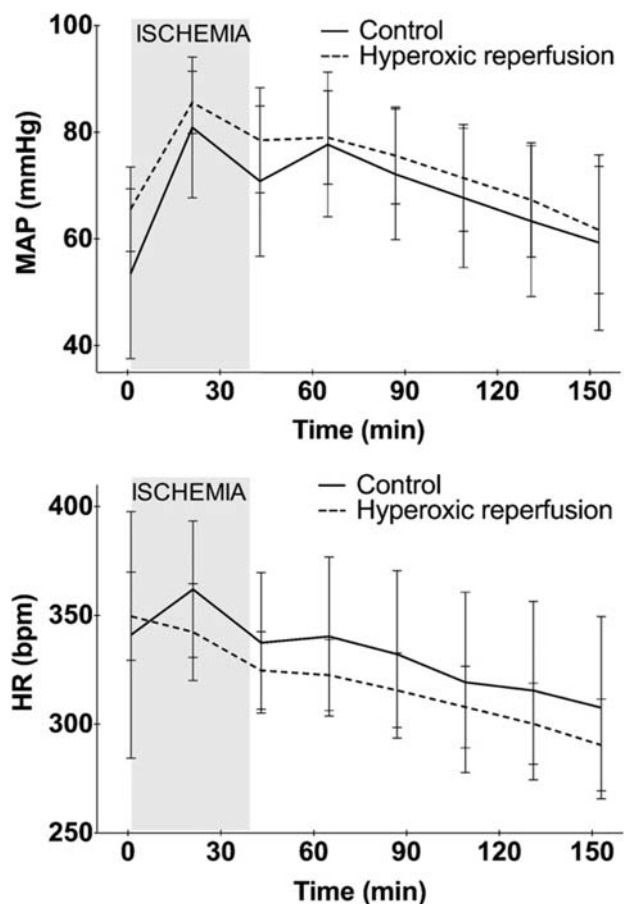 100
ISCHEMIA
Control
Hyperoxic reperfusion
80
60
40
MAP (mmHg)
0 30 60 90 120 150
Time (min)
400
ISCHEMIA
Control
Hyperoxic reperfusion
350
300
250
HR (bpm)
0 30 60 90 120 150
Time (min)